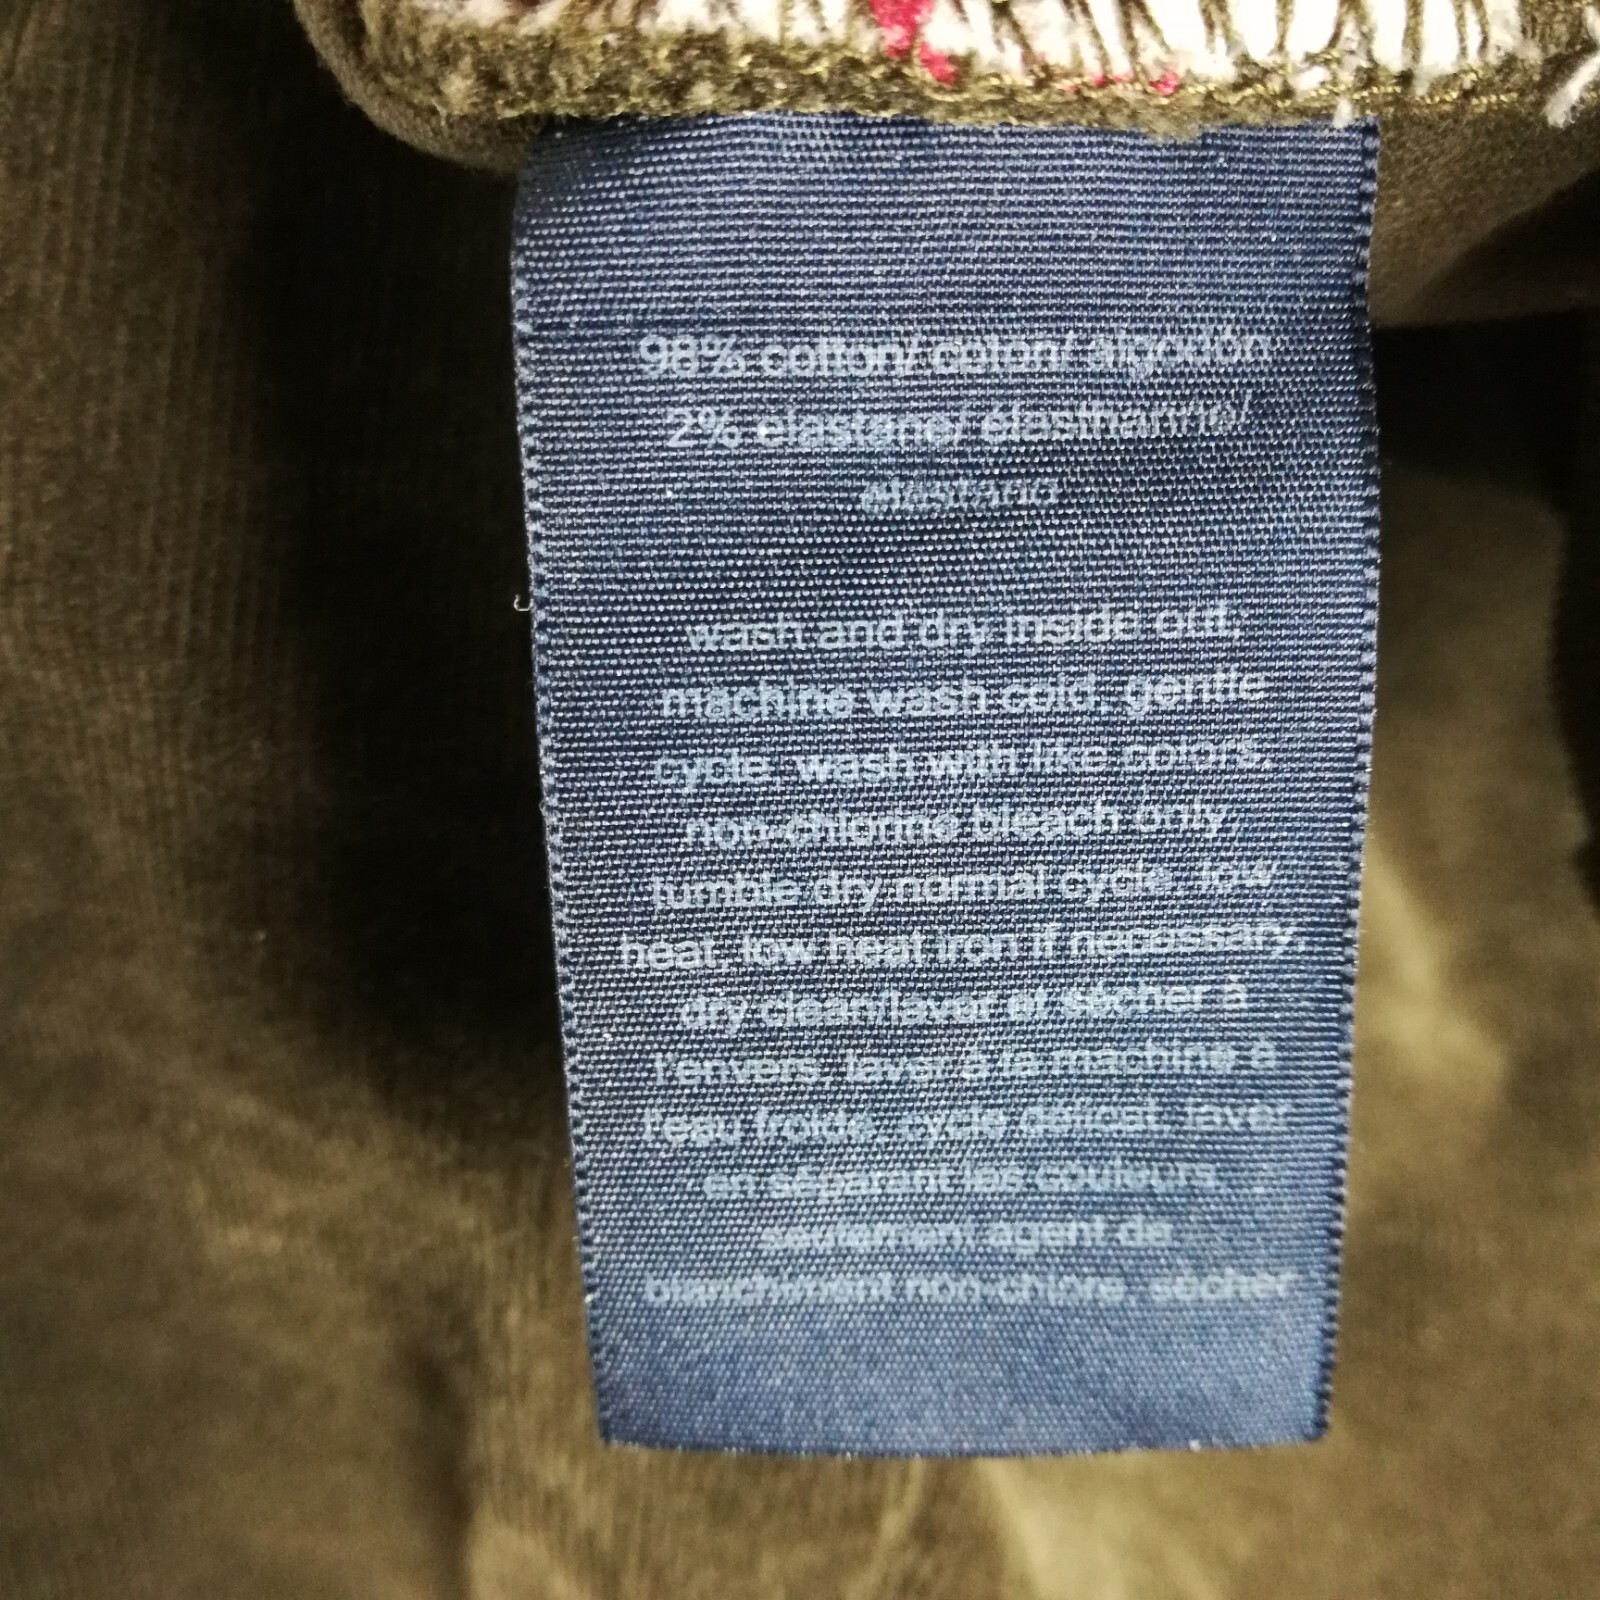 98% cotton/ coton/ algodón
2% elastane/ élasthanne/
elastano
wash and dry inside out,
machine wash cold, gentle
cycle, wash with like colors,
non-chlorine bleach only,
tumble dry normal cycle, low
heat, low heat iron if necessary,
dry clean/laver et sécher à
l'envers, laver à la machine à
l'eau froide, cycle délicat, laver
en séparant les couleurs,
seulement agent de
blanchiment non-chlore, sécher